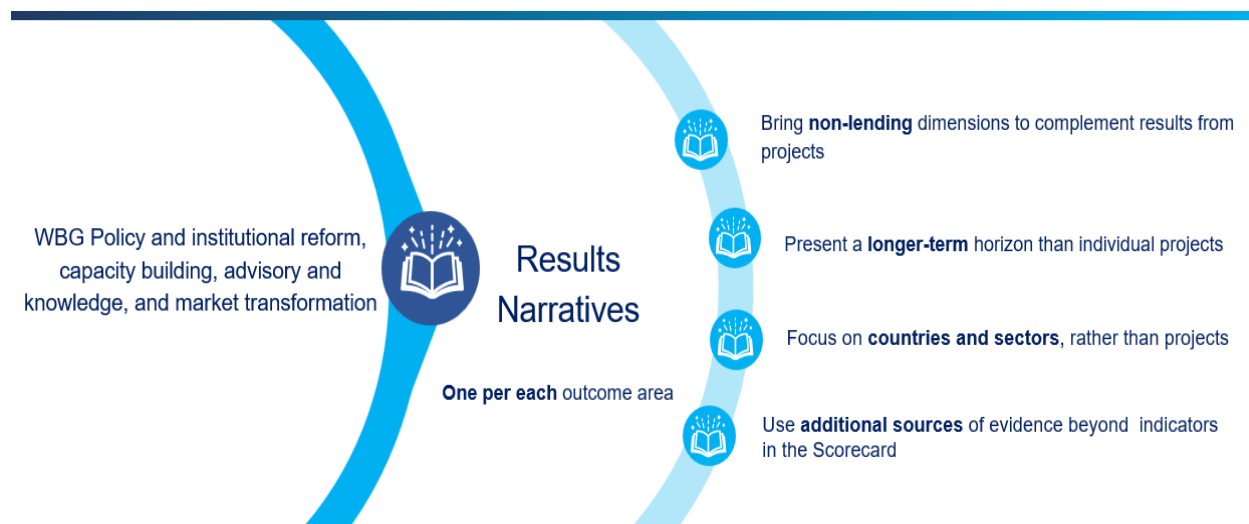 WBG Policy and institutional reform,
capacity building, advisory and
knowledge, and market transformation
Results
Narratives
One per each outcome area
Bring non-lending dimensions to complement results from
projects
Present a longer-term horizon than individual projects
Focus on countries and sectors, rather than projects
Use additional sources of evidence beyond indicators
in the Scorecard